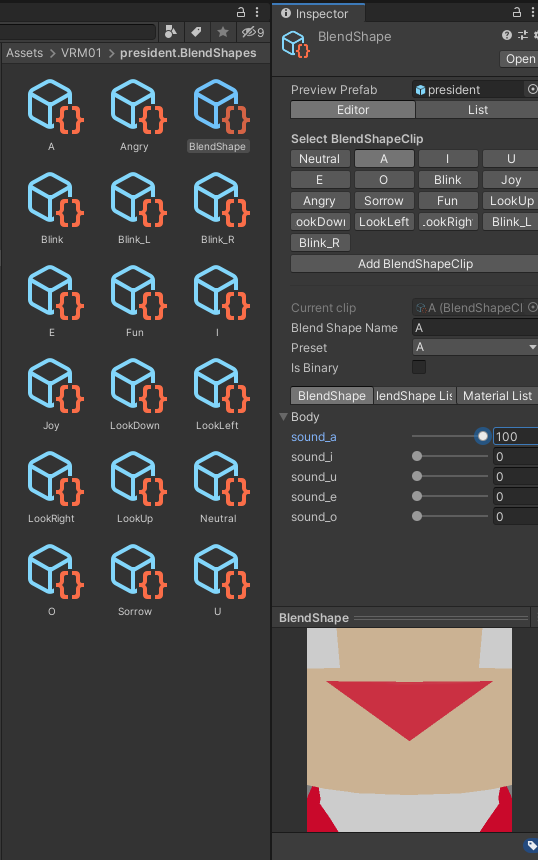 9
Assets > VRM01 > president.BlendShapes
A Angry BlendShape
Blink Blink_L Blink_R
E Fun I
Joy LookDown LookLeft
LookRight LookUp Neutral
O Sorrow U
Inspector
BlendShape
Open
Preview Prefab president
Editor List
Select BlendShapeClip
Neutral A I U
E O Blink Joy
Angry Sorrow Fun LookUp
ookDow LookLeft .ookRigh Blink_L
Blink_R
Add BlendShapeClip
Current clip A (BlendShapeCl
Blend Shape Name A
Preset A
Is Binary
BlendShape lendShape Lis Material List
Body
sound_a 100
sound_i 0
sound_u 0
sound_e 0
sound_o 0
BlendShape